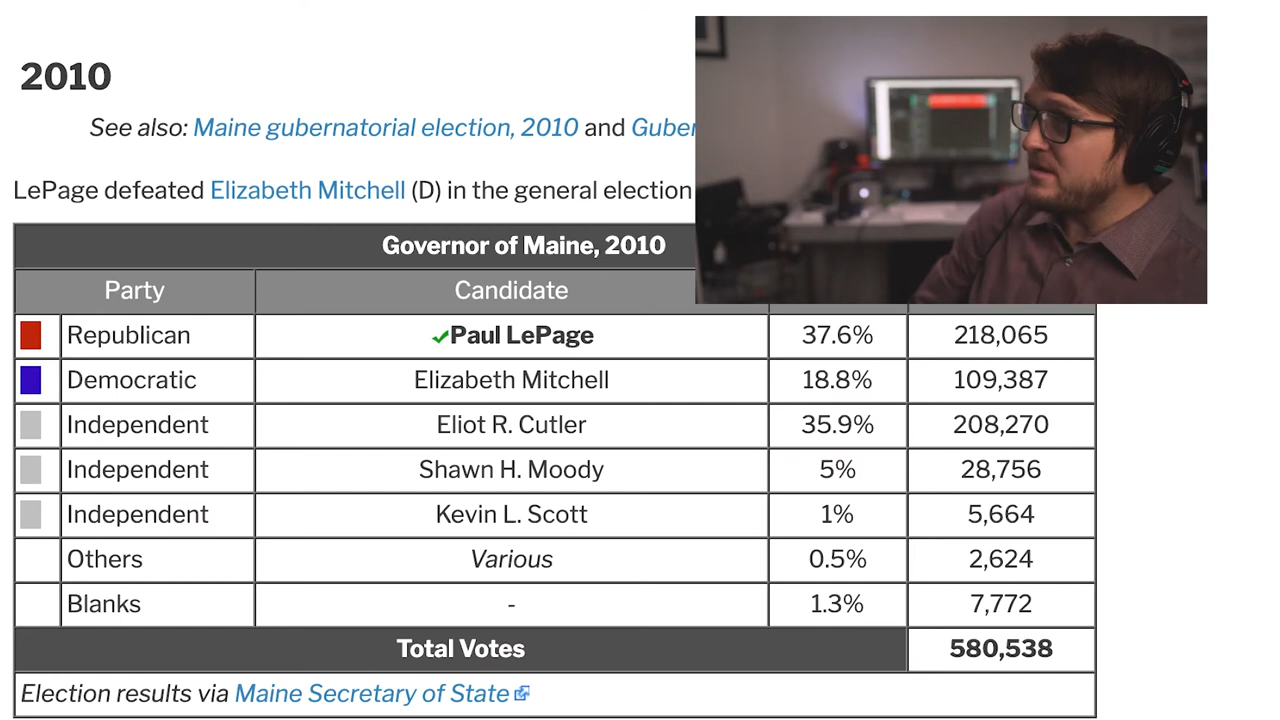 2010
See also: Maine gubernatorial election, 2010 and Guber
LePage defeated Elizabeth Mitchell (D) in the general election
Governor of Maine, 2010
Party Candidate
Republican Paul LePage 37.6% 218,065
Democratic Elizabeth Mitchell 18.8% 109,387
Independent Eliot R. Cutler 35.9% 208,270
Independent Shawn H. Moody 5% 28,756
Independent Kevin L. Scott 1% 5,664
Others Various 0.5% 2,624
Blanks - 1.3% 7,772
Total Votes 580,538
Election results via Maine Secretary of State